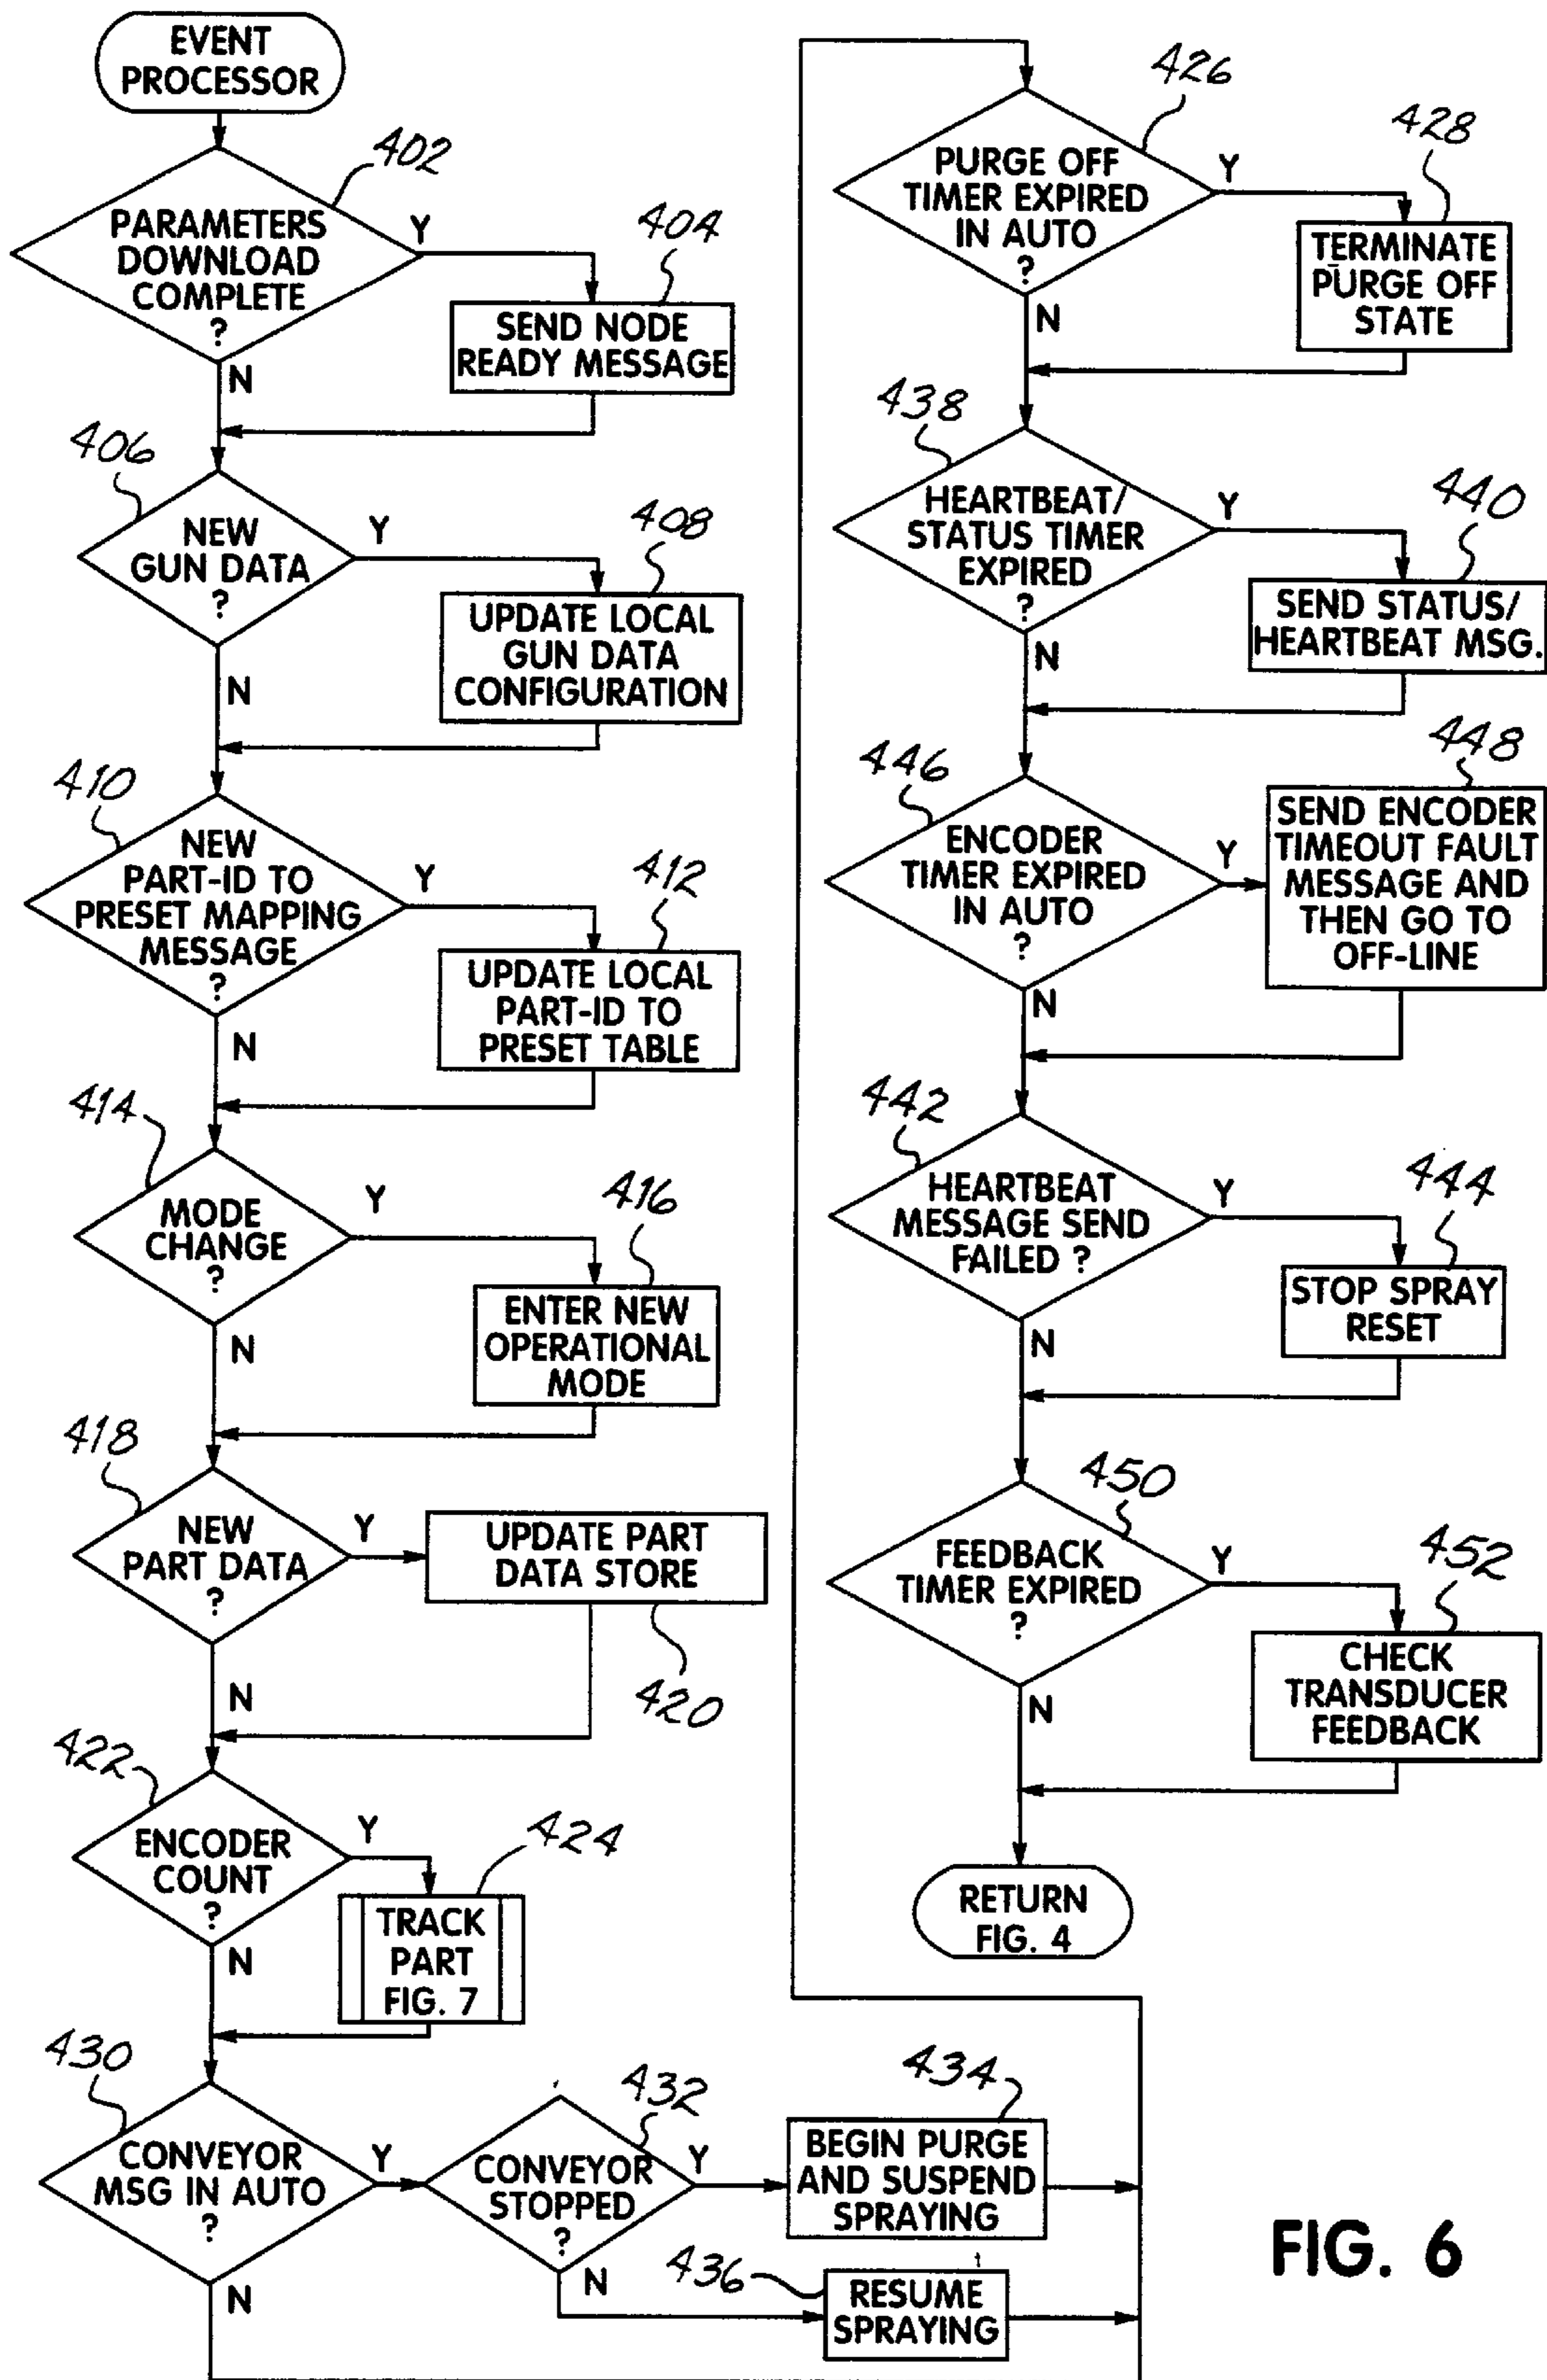 EVENT
PROCESSOR
402
PARAMETERS
DOWNLOAD
COMPLETE
?
Y
N
404
SEND NODE
READY MESSAGE
406
NEW
GUN DATA
?
Y
N
408
UPDATE LOCAL
GUN DATA
CONFIGURATION
410
NEW
PART-ID TO
PRESET MAPPING
MESSAGE
?
Y
N
412
UPDATE LOCAL
PART-ID TO
PRESET TABLE
414
MODE
CHANGE
?
Y
N
416
ENTER NEW
OPERATIONAL
MODE
418
NEW
PART DATA
?
Y
N
UPDATE PART
DATA STORE
420
422
ENCODER
COUNT
?
Y
N
424
TRACK
PART
FIG. 7
430
CONVEYOR
MSG IN AUTO
?
Y
N
432
CONVEYOR
STOPPED
?
Y
N
434
BEGIN PURGE
AND SUSPEND
SPRAYING
436
RESUME
SPRAYING
426
PURGE OFF
TIMER EXPIRED
IN AUTO
?
Y
N
428
TERMINATE
PURGE OFF
STATE
438
HEARTBEAT/
STATUS TIMER
EXPIRED
?
Y
N
440
SEND STATUS/
HEARTBEAT MSG.
446
ENCODER
TIMER EXPIRED
IN AUTO
?
Y
N
448
SEND ENCODER
TIMEOUT FAULT
MESSAGE AND
THEN GO TO
OFF-LINE
442
HEARTBEAT
MESSAGE SEND
FAILED ?
Y
N
444
STOP SPRAY
RESET
450
FEEDBACK
TIMER EXPIRED
?
Y
N
452
CHECK
TRANSDUCER
FEEDBACK
RETURN
FIG. 4
FIG. 6